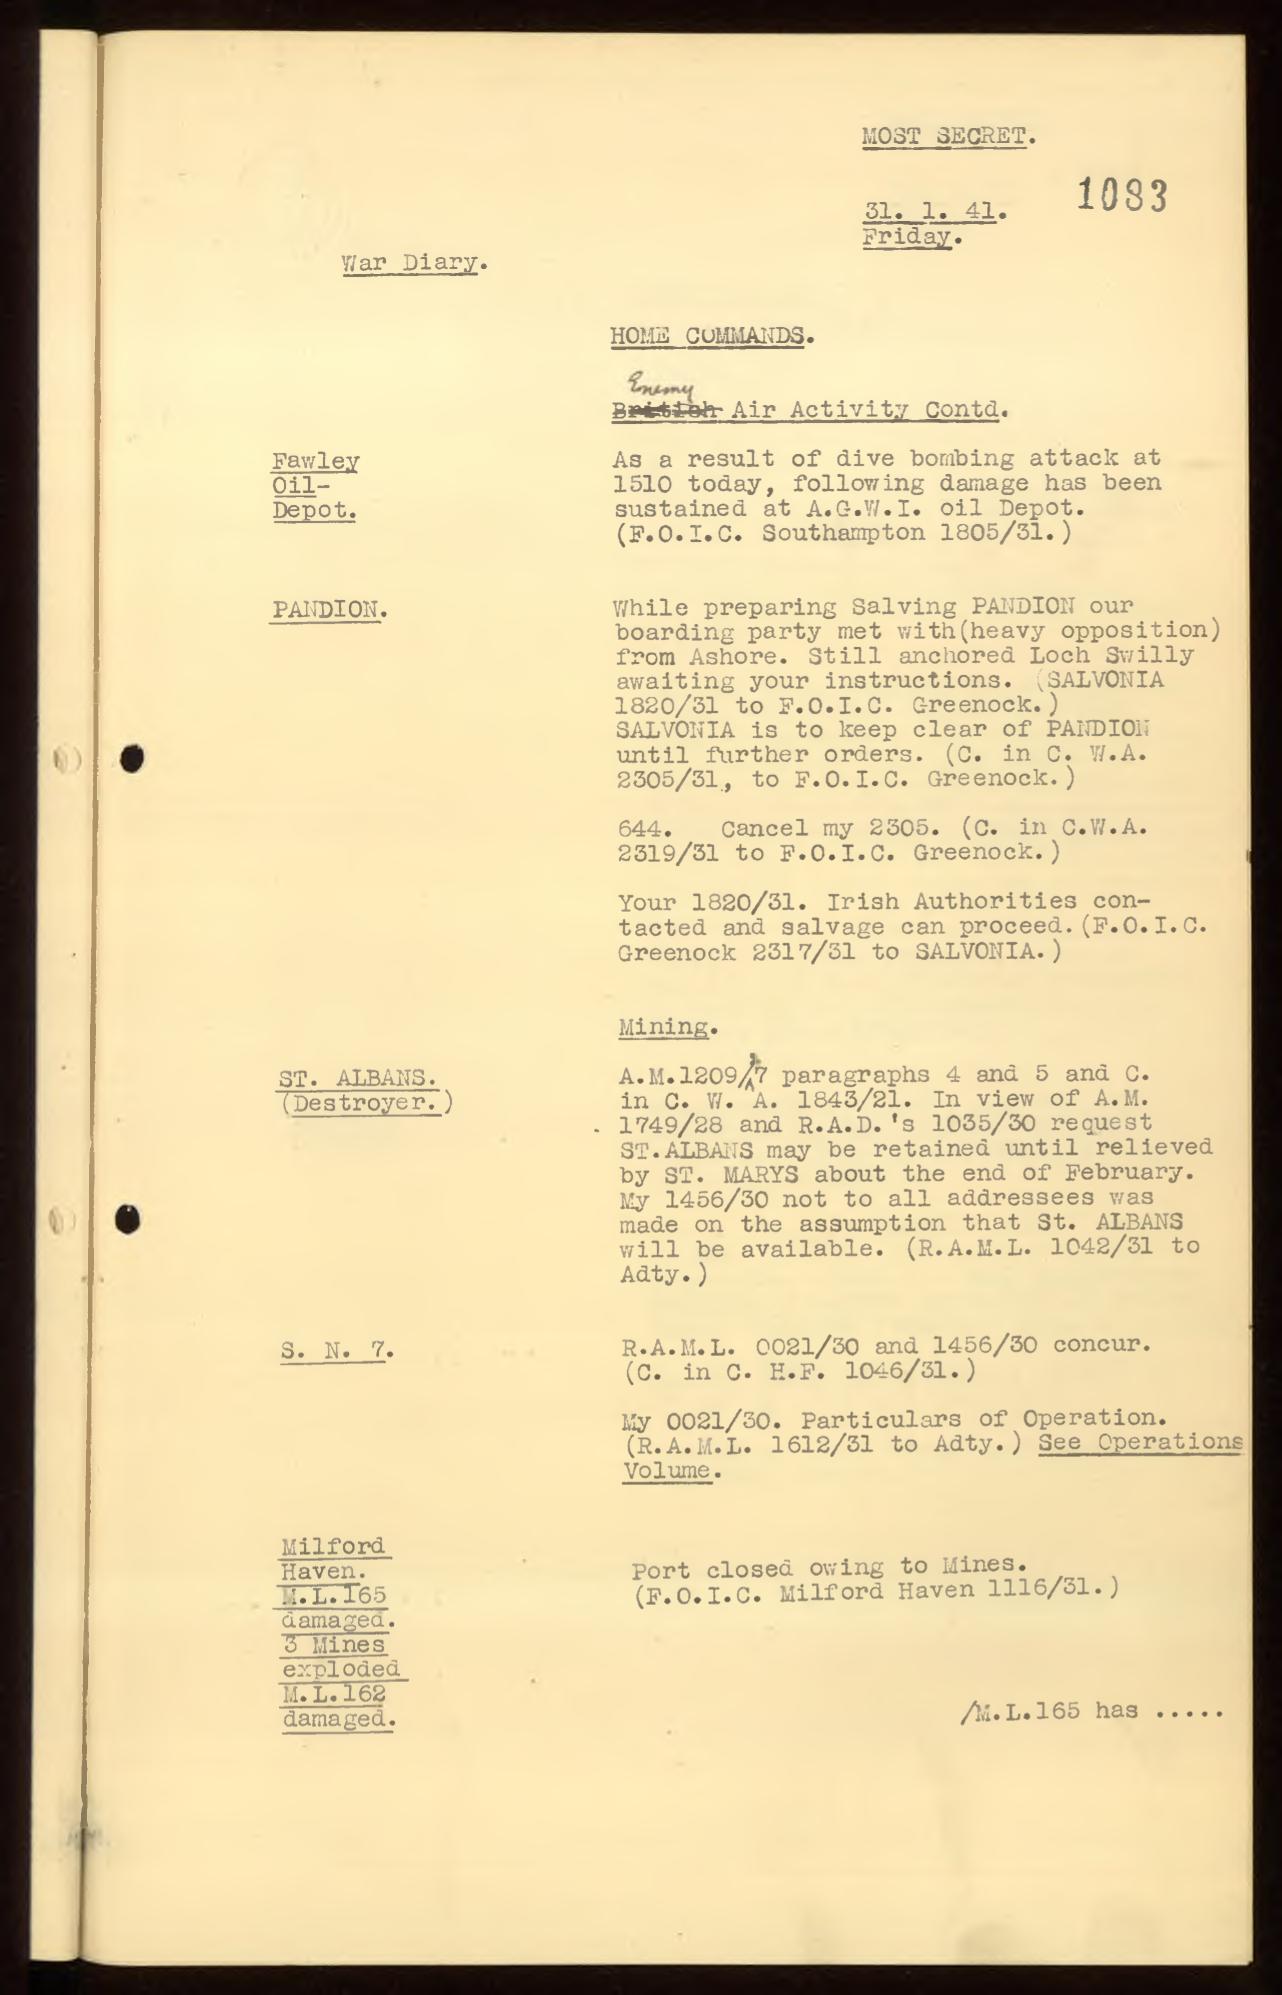 MOST SECRET.
1083
31. 1. 41.
Friday.
War Diary.
HOME COMMANDS.
Enemy
British Air Activity Contd.
Fawley
Oil-
Depot.
As a result of dive bombing attack at
1510 today, following damage has been
sustained at A.G.W.I. oil Depot.
(F.O.I.C. Southampton 1805/31.)
PANDION.
While preparing Salving PANDION our
boarding party met with(heavy opposition)
from Ashore. Still anchored Loch Swilly
awaiting your instructions. (SALVONIA
1820/31 to F.O.I.C. Greenock.)
SALVONIA is to keep clear of PANDION
until further orders. (C. in C. W.A.
2305/31, to F.O.I.C. Greenock.)
644. Cancel my 2305. (C. in C.W.A.
2319/31 to F.O.I.C. Greenock.)
Your 1820/31. Irish Authorities con-
tacted and salvage can proceed.(F.O.I.C.
Greenock 2317/31 to SALVONIA.)
Mining.
ST. ALBANS.
(Destroyer.)
A.M.1209/7 paragraphs 4 and 5 and C.
in C. W. A. 1843/21. In view of A.M.
1749/28 and R.A.D.'s 1035/30 request
ST.ALBANS may be retained until relieved
by ST. MARYS about the end of February.
My 1456/30 not to all addressees was
made on the assumption that St. ALBANS
will be available. (R.A.M.L. 1042/31 to
Adty.)
S. N. 7.
R.A.M.L. 0021/30 and 1456/30 concur.
(C. in C. H.F. 1046/31.)
My 0021/30. Particulars of Operation.
(R.A.M.L. 1612/31 to Adty.) See Operations
Volume.
Milford
Haven.
M.L.165
damaged.
3 Mines
exploded
M.L.162
damaged.
Port closed owing to Mines.
(F.O.I.C. Milford Haven 1116/31.)
/M.L.165 has .....